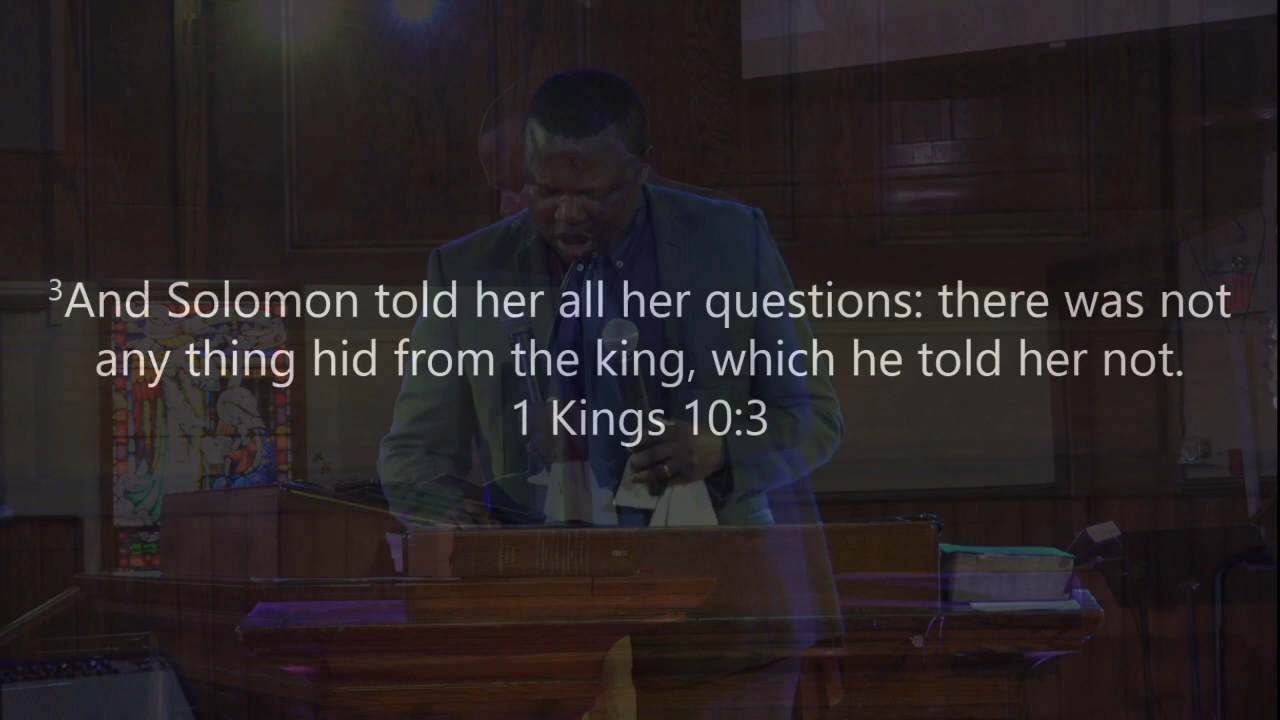 ³And Solomon told her all her questions: there was not
any thing hid from the king, which he told her not.
1 Kings 10:3